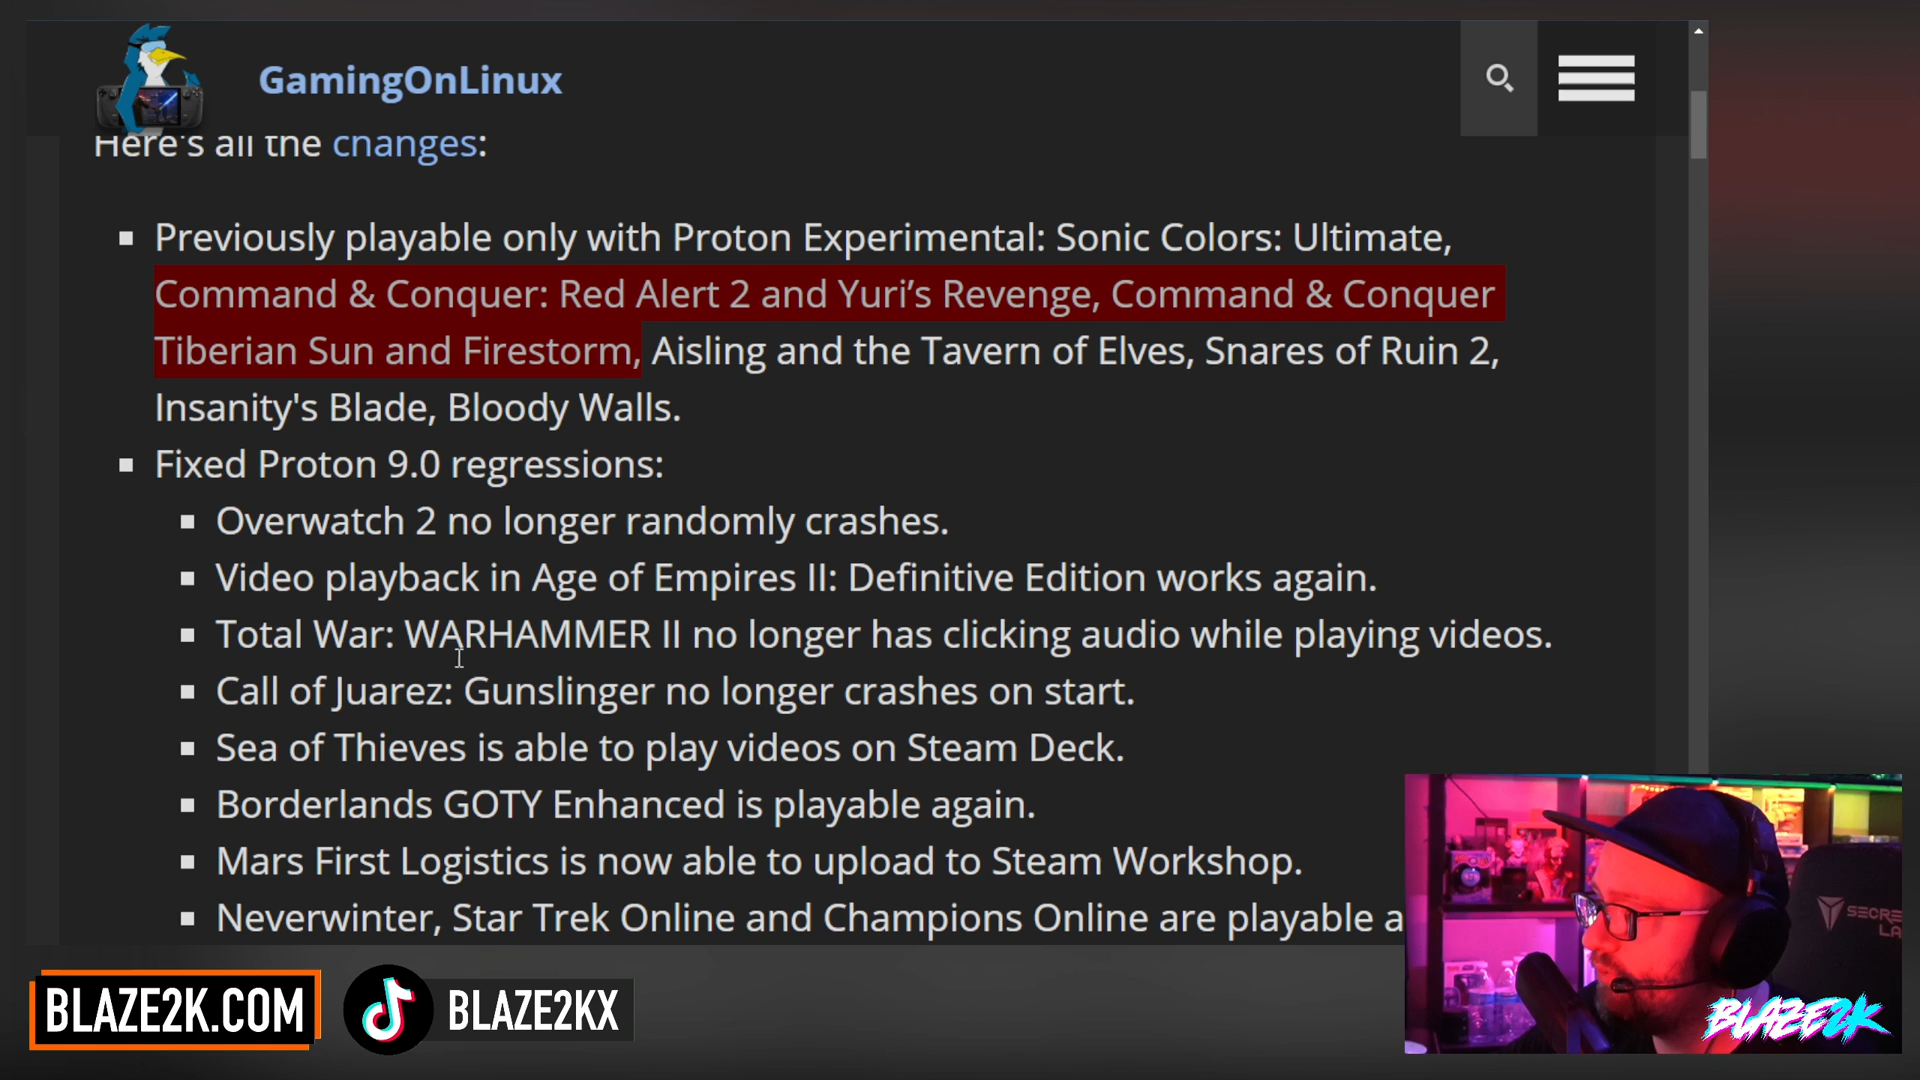 GamingOnLinux
Here's all the changes:
Previously playable only with Proton Experimental: Sonic Colors: Ultimate,
Command & Conquer: Red Alert 2 and Yuri’s Revenge, Command & Conquer
Tiberian Sun and Firestorm, Aisling and the Tavern of Elves, Snares of Ruin 2,
Insanity's Blade, Bloody Walls.
Fixed Proton 9.0 regressions:
Overwatch 2 no longer randomly crashes.
Video playback in Age of Empires II: Definitive Edition works again.
Total War: WARHAMMER II no longer has clicking audio while playing videos.
Call of Juarez: Gunslinger no longer crashes on start.
Sea of Thieves is able to play videos on Steam Deck.
Borderlands GOTY Enhanced is playable again.
Mars First Logistics is now able to upload to Steam Workshop.
Neverwinter, Star Trek Online and Champions Online are playable a
SECRE
LA
BLAZE2K.COM
BLAZE2KX
BLAZE2K